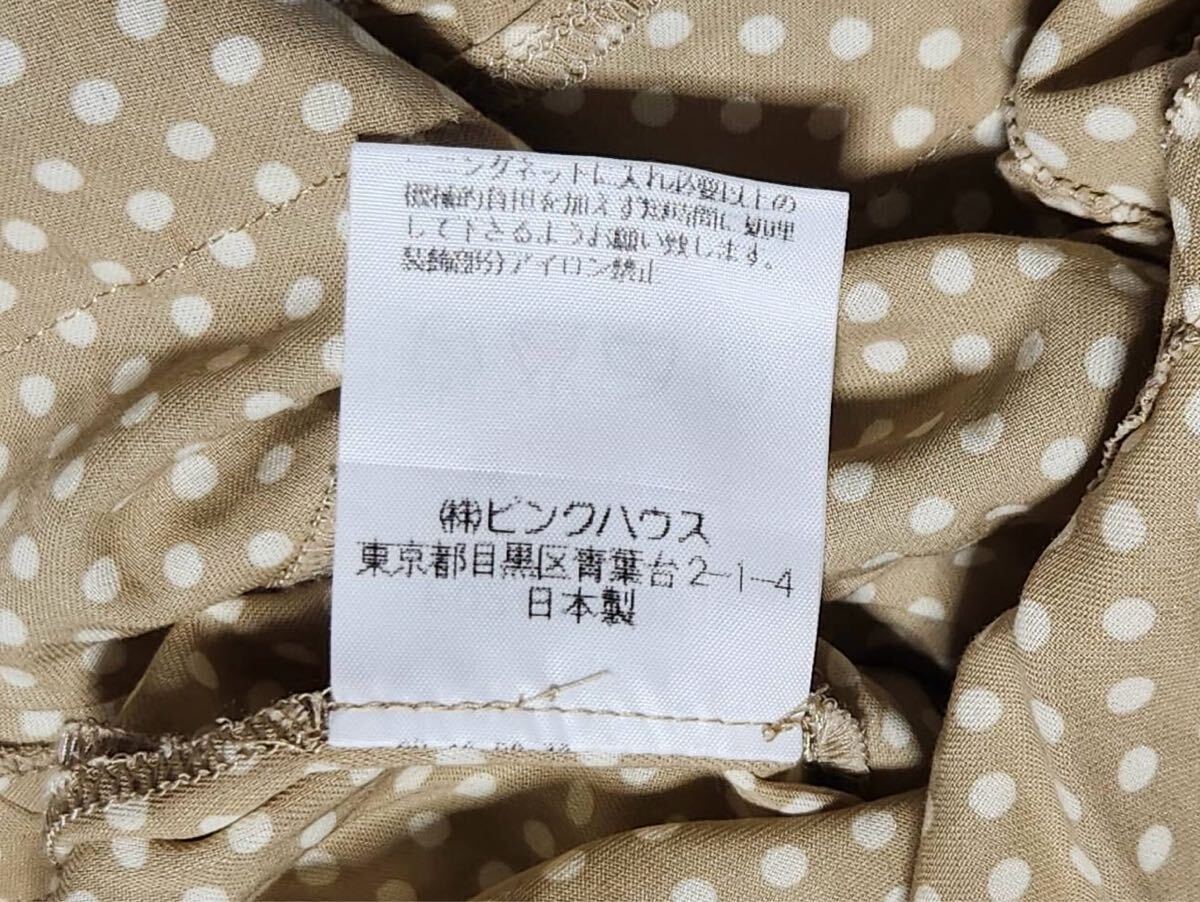 ーニングネットに入れ必要以上の
機械的負担を加えず短時間に処理
して下さるようお願い致します。
装飾部分アイロン禁止
㈱ピンクハウス
東京都目黒区青葉台2-1-4
日本製